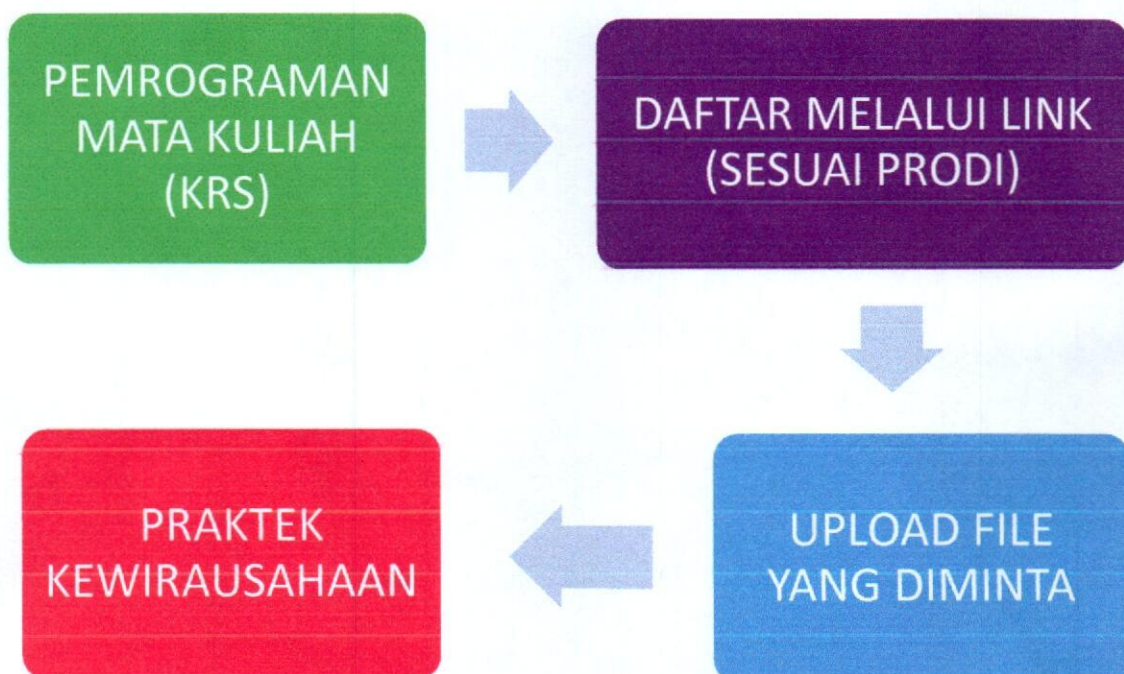 PEMROGRAMAN
MATA KULIAH
(KRS)
DAFTAR MELALUI LINK
(SESUAI PRODI)
UPLOAD FILE
YANG DIMINTA
PRAKTEK
KEWIRAUSAHAAN